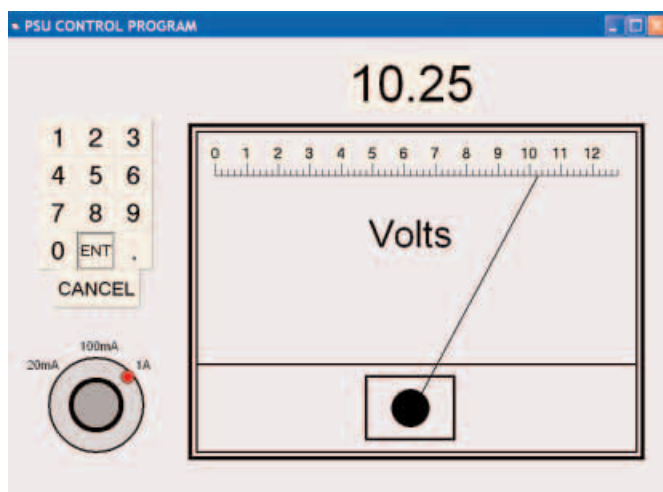 PSU CONTROL PROGRAM
10.25
1 2 3
4 5 6
7 8 9
0 ENT .
CANCEL
0 1 2 3 4 5 6 7 8 9 10 11 12
Volts
100mA
20mA 1A